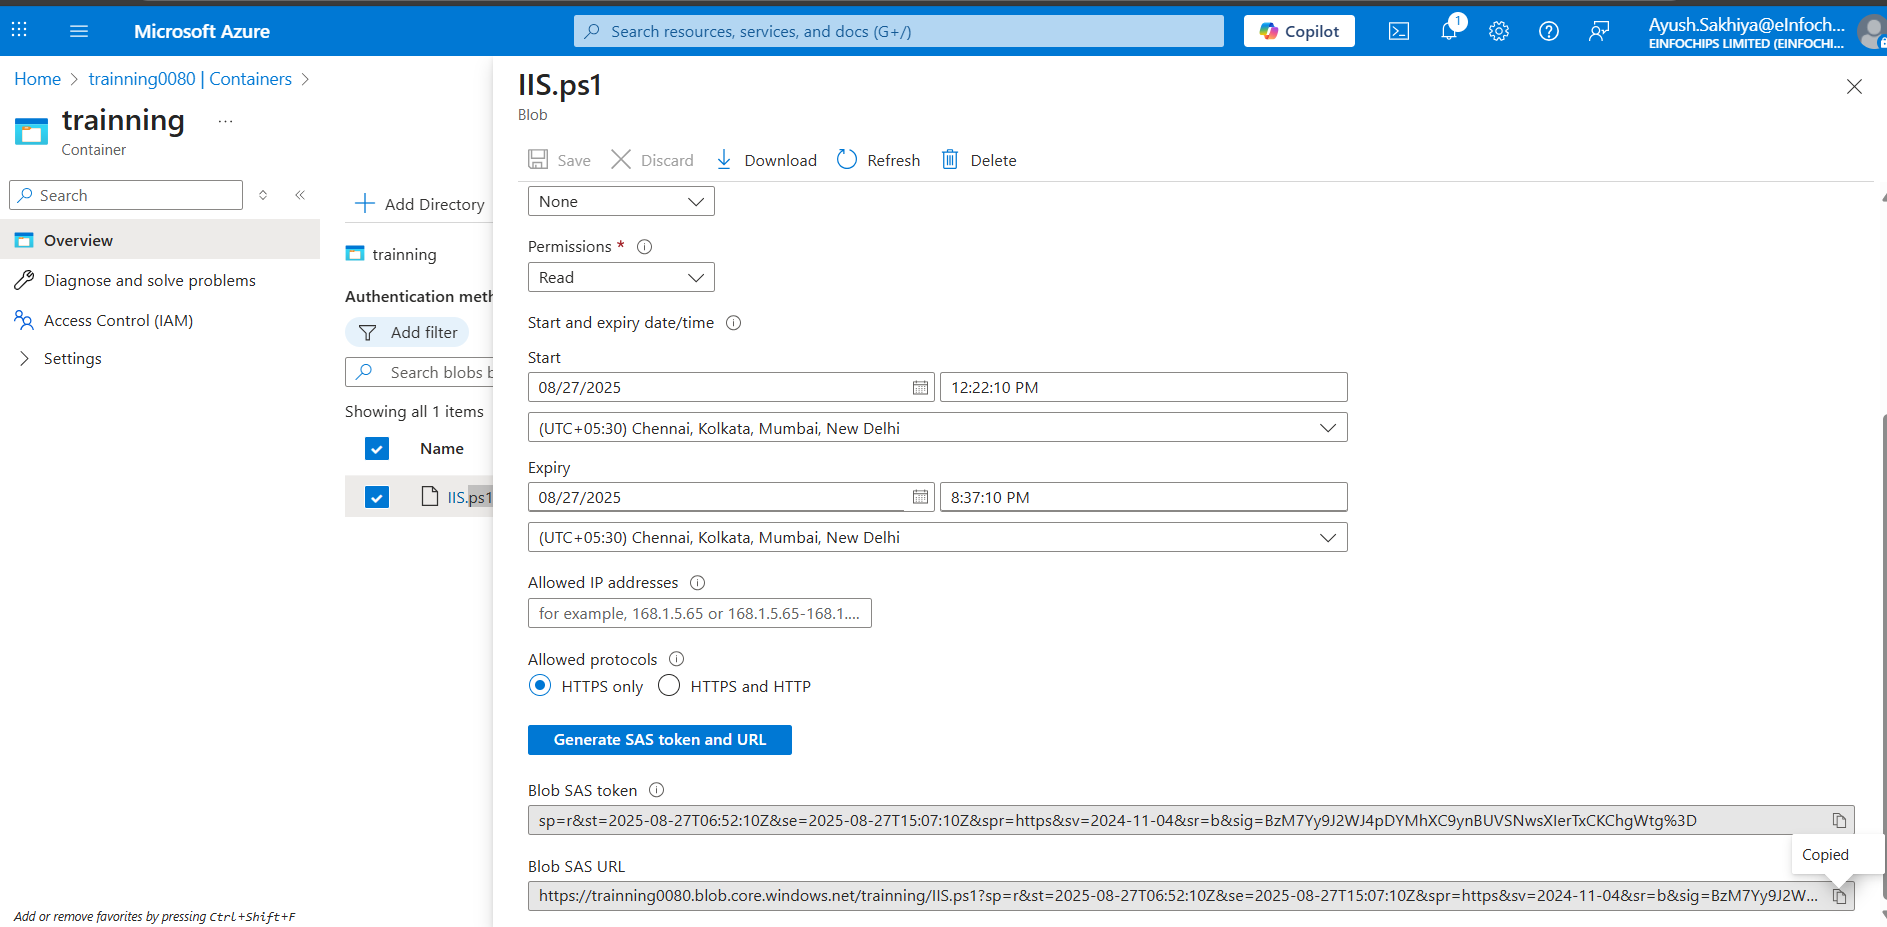 Microsoft Azure
Search resources, services, and docs (G+/)
Copilot
1
Ayush.Sakhiya@eInfoch...
EINFOCHIPS LIMITED (EINFOCHI...
Home > trainning0080 | Containers >
trainning
...
Container
Search
Overview
Diagnose and solve problems
Access Control (IAM)
Settings
Add or remove favorites by pressing Ctrl+Shift+F
Add Directory
trainning
Authentication meth
Add filter
Search blobs b
Showing all 1 items
Name
IIS.ps1
IIS.ps1
Blob
Save
Discard
Download
Refresh
Delete
None
Permissions *
Read
Start and expiry date/time
Start
08/27/2025
12:22:10 PM
(UTC+05:30) Chennai, Kolkata, Mumbai, New Delhi
Expiry
08/27/2025
8:37:10 PM
(UTC+05:30) Chennai, Kolkata, Mumbai, New Delhi
Allowed IP addresses
for example, 168.1.5.65 or 168.1.5.65-168.1....
Allowed protocols
HTTPS only
HTTPS and HTTP
Generate SAS token and URL
Blob SAS token
sp=r&st=2025-08-27T06:52:10Z&se=2025-08-27T15:07:10Z&spr=https&sv=2024-11-04&sr=b&sig=BzM7Yy9J2WJ4pDYMhXC9ynBUVSNwsXIerTxCKChgWtg%3D
Copied
Blob SAS URL
https://trainning0080.blob.core.windows.net/trainning/IIS.ps1?sp=r&st=2025-08-27T06:52:10Z&se=2025-08-27T15:07:10Z&spr=https&sv=2024-11-04&sr=b&sig=BzM7Yy9J2W...